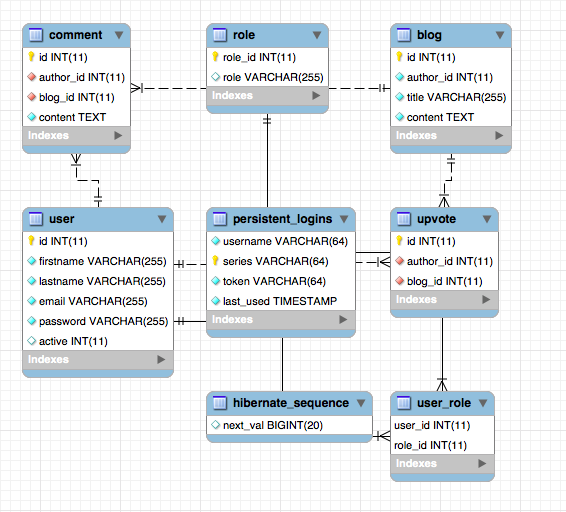 comment
id INT(11)
author_id INT(11)
blog_id INT(11)
content TEXT
Indexes
role
role_id INT(11)
role VARCHAR(255)
Indexes
blog
id INT(11)
author_id INT(11)
title VARCHAR(255)
content TEXT
Indexes
user
id INT(11)
firstname VARCHAR(255)
lastname VARCHAR(255)
email VARCHAR(255)
password VARCHAR(255)
active INT(11)
Indexes
persistent_logins
username VARCHAR(64)
series VARCHAR(64)
token VARCHAR(64)
last_used TIMESTAMP
Indexes
upvote
id INT(11)
author_id INT(11)
blog_id INT(11)
Indexes
hibernate_sequence
next_val BIGINT(20)
user_role
user_id INT(11)
role_id INT(11)
Indexes